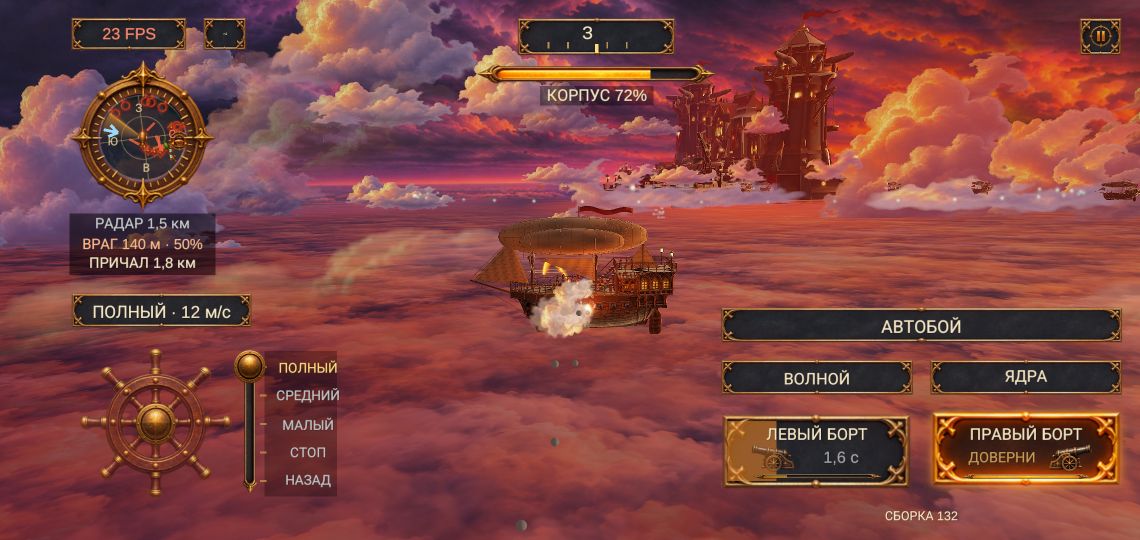 23 FPS
3
КОРПУС 72%
З
Ю
В
РАДАР 1,5 км
ВРАГ 140 м · 50%
ПРИЧАЛ 1,8 км
ПОЛНЫЙ · 12 м/с
ПОЛНЫЙ
СРЕДНИЙ
МАЛЫЙ
СТОП
НАЗАД
АВТОБОЙ
ВОЛНОЙ
ЯДРА
ЛЕВЫЙ БОРТ
1,6 с
ПРАВЫЙ БОРТ
ДОВЕРНИ
СБОРКА 132